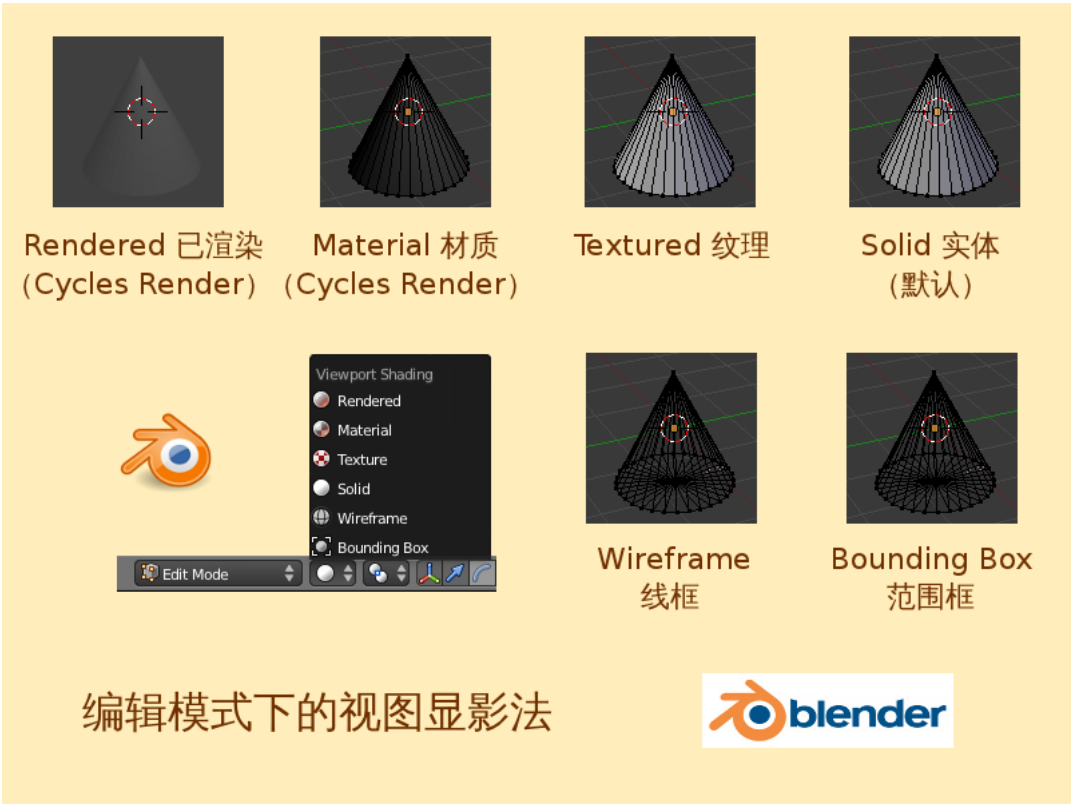 Rendered 已渲染
（Cycles Render）
Material 材质
（Cycles Render）
Textured 纹理
Solid 实体
（默认）
Viewport Shading
Rendered
Material
Texture
Solid
Wireframe
Bounding Box
Edit Mode
Wireframe
线框
Bounding Box
范围框
编辑模式下的视图显影法
blender